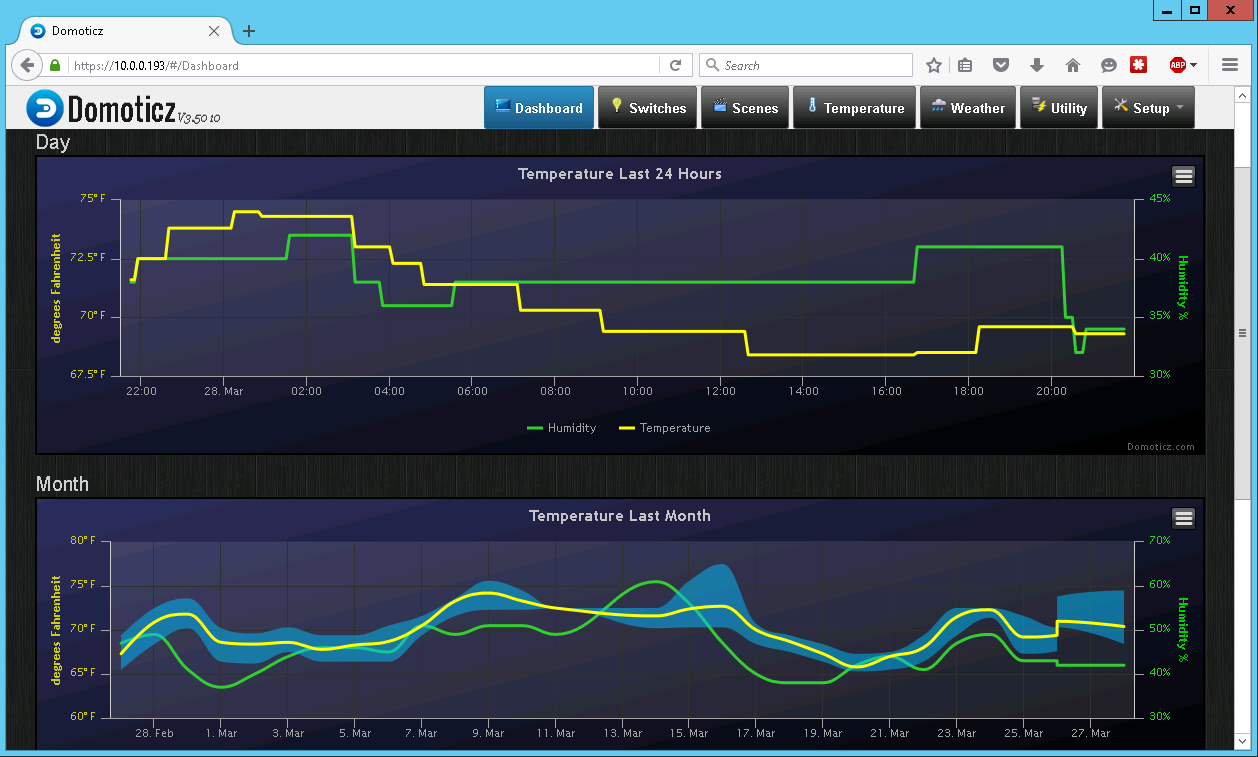 Domoticz
https://10.0.0.193/#/Dashboard
Search
ABP
Domoticz V3.5010
Dashboard Switches Scenes Temperature Weather Utility Setup
Day
Temperature Last 24 Hours
75° F
72.5° F
70° F
67.5° F
degrees Fahrenheit
45%
40%
35%
30%
Humidity %
22:00 28. Mar 02:00 04:00 06:00 08:00 10:00 12:00 14:00 16:00 18:00 20:00
Humidity Temperature
Domoticz.com
Month
Temperature Last Month
80° F
75° F
70° F
65° F
60° F
degrees Fahrenheit
70%
60%
50%
40%
30%
Humidity %
28. Feb 1. Mar 3. Mar 5. Mar 7. Mar 9. Mar 11. Mar 13. Mar 15. Mar 17. Mar 19. Mar 21. Mar 23. Mar 25. Mar 27. Mar